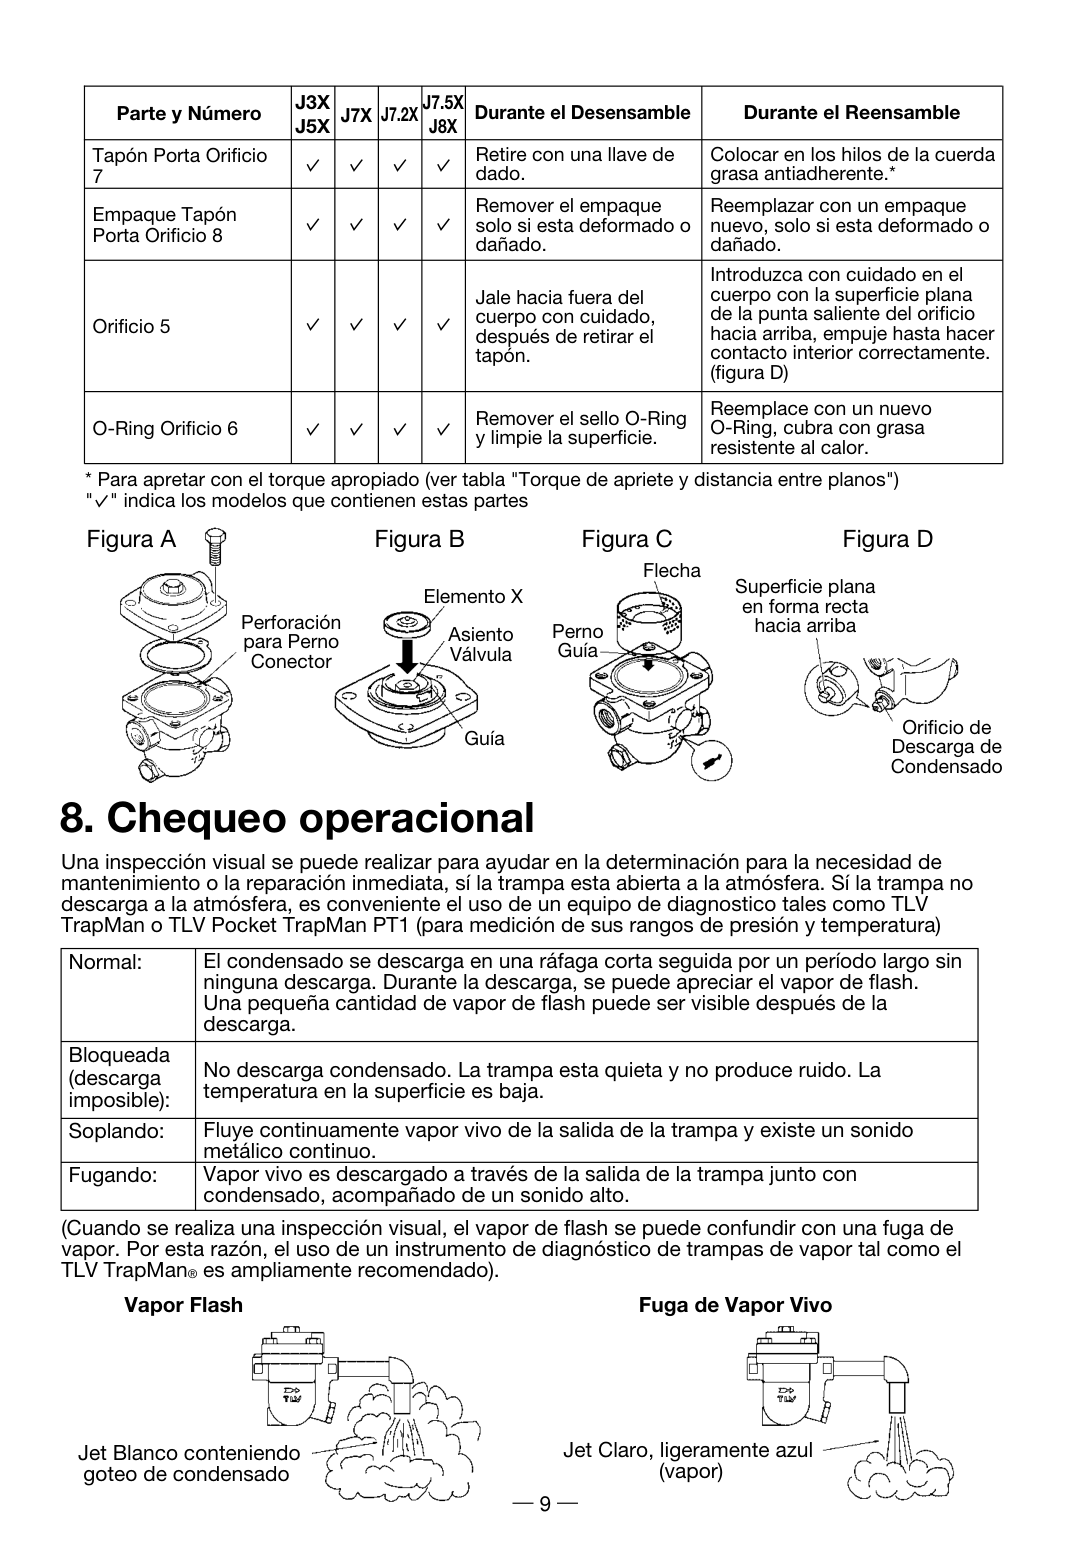 Parte y Número
J3X
J5X
J7X
J7.2X
J7.5X
J8X
Durante el Desensamble
Durante el Reensamble
Tapón Porta Orificio
7
✓ ✓ ✓ ✓
Retire con una llave de
dado.
Colocar en los hilos de la cuerda
grasa antiadherente.*
Empaque Tapón
Porta Orificio 8
✓ ✓ ✓ ✓
Remover el empaque
solo si esta deformado o
dañado.
Reemplazar con un empaque
nuevo, solo si esta deformado o
dañado.
Orificio 5
✓ ✓ ✓ ✓
Jale hacia fuera del
cuerpo con cuidado,
después de retirar el
tapón.
Introduzca con cuidado en el
cuerpo con la superficie plana
de la punta saliente del orificio
hacia arriba, empuje hasta hacer
contacto interior correctamente.
(figura D)
O-Ring Orificio 6
✓ ✓ ✓ ✓
Remover el sello O-Ring
y limpie la superficie.
Reemplace con un nuevo
O-Ring, cubra con grasa
resistente al calor.
* Para apretar con el torque apropiado (ver tabla "Torque de apriete y distancia entre planos")
"✓" indica los modelos que contienen estas partes
Figura A
Perforación
para Perno
Conector
Figura B
Elemento X
Asiento
Válvula
Guía
Figura C
Flecha
Perno
Guía
Figura D
Superficie plana
en forma recta
hacia arriba
Orificio de
Descarga de
Condensado
8. Chequeo operacional
Una inspección visual se puede realizar para ayudar en la determinación para la necesidad de
mantenimiento o la reparación inmediata, sí la trampa esta abierta a la atmósfera. Sí la trampa no
descarga a la atmósfera, es conveniente el uso de un equipo de diagnostico tales como TLV
TrapMan o TLV Pocket TrapMan PT1 (para medición de sus rangos de presión y temperatura)
Normal:
El condensado se descarga en una ráfaga corta seguida por un período largo sin
ninguna descarga. Durante la descarga, se puede apreciar el vapor de flash.
Una pequeña cantidad de vapor de flash puede ser visible después de la
descarga.
Bloqueada
(descarga
imposible):
No descarga condensado. La trampa esta quieta y no produce ruido. La
temperatura en la superficie es baja.
Soplando:
Fluye continuamente vapor vivo de la salida de la trampa y existe un sonido
metálico continuo.
Fugando:
Vapor vivo es descargado a través de la salida de la trampa junto con
condensado, acompañado de un sonido alto.
(Cuando se realiza una inspección visual, el vapor de flash se puede confundir con una fuga de
vapor. Por esta razón, el uso de un instrumento de diagnóstico de trampas de vapor tal como el
TLV TrapMan® es ampliamente recomendado).
Vapor Flash
TLV
Jet Blanco conteniendo
goteo de condensado
Fuga de Vapor Vivo
TLV
Jet Claro, ligeramente azul
(vapor)
— 9 —